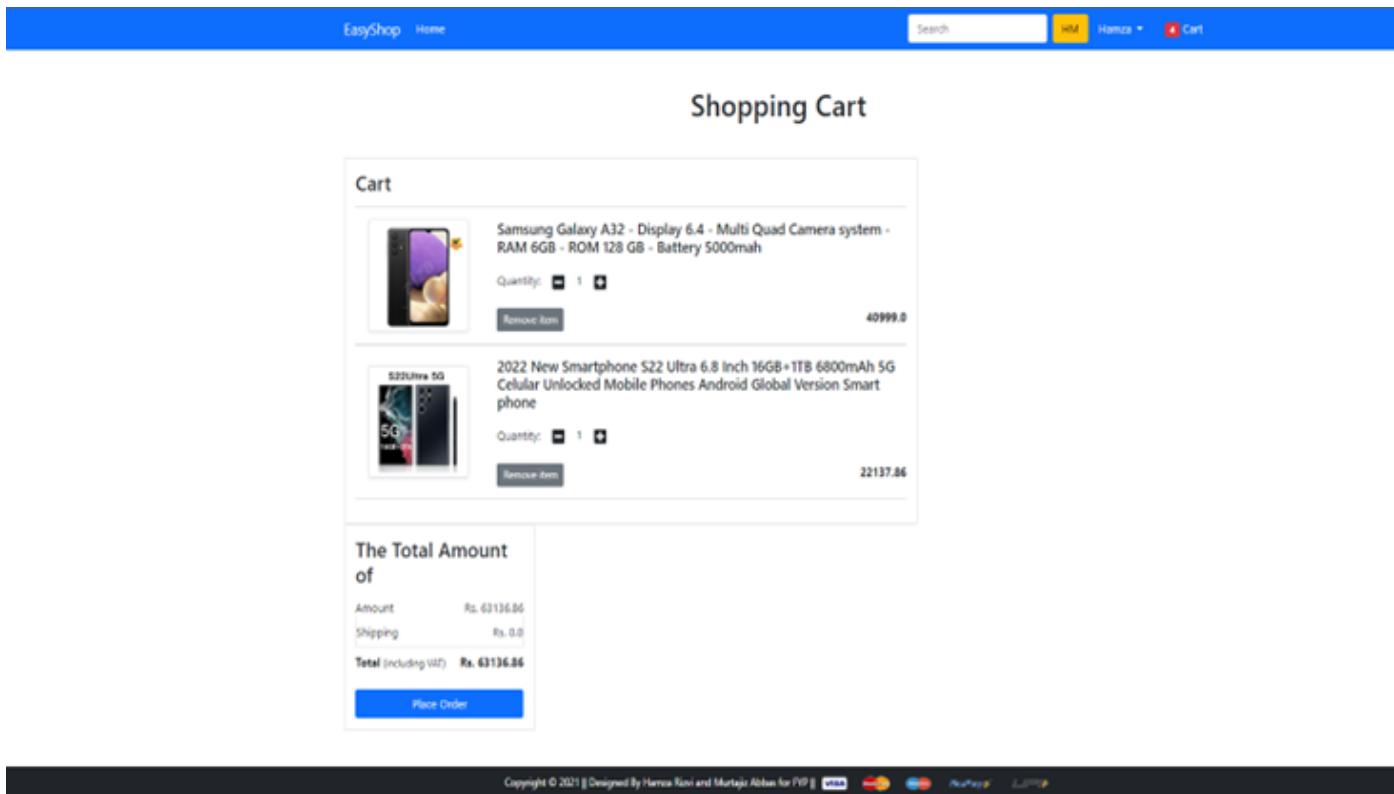 EasyShop Home Search HM Hamza 4 Cart
Shopping Cart
Cart
Samsung Galaxy A32 - Display 6.4 - Multi Quad Camera system -
RAM 6GB - ROM 128 GB - Battery 5000mah
Quantity: 1
Remove item 40999.0
S22Ultra 5G
5G
2022 New Smartphone S22 Ultra 6.8 Inch 16GB+1TB 6800mAh 5G
Celular Unlocked Mobile Phones Android Global Version Smart
phone
Quantity: 1
Remove item 22137.86
The Total Amount
of
Amount Rs. 63136.86
Shipping Rs. 0.0
Total (including VAT) Rs. 63136.86
Place Order
Copyright © 2021 || Designed By Hamza Rizvi and Murtajiz Abbas for FYP || VISA